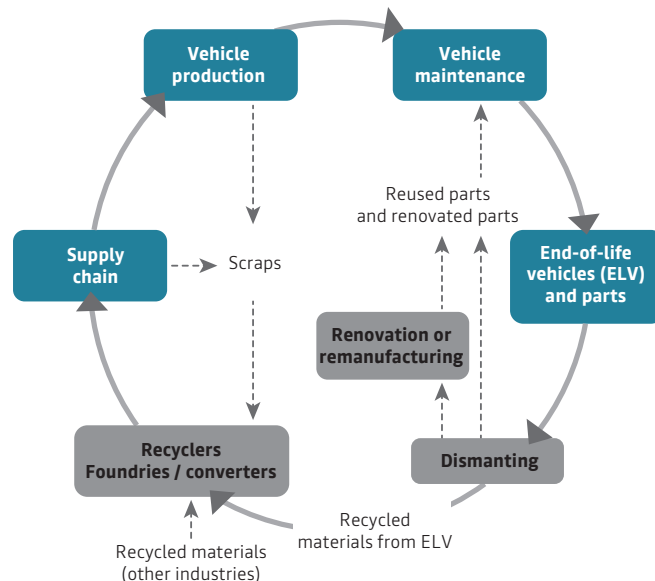 Vehicle
production
Vehicle
maintenance
Reused parts
and renovated parts
Supply
chain
Scraps
End-of-life
vehicles (ELV)
and parts
Renovation or
remanufacturing
Recyclers
Foundries / converters
Dismanting
Recycled
materials from ELV
Recycled materials
(other industries)